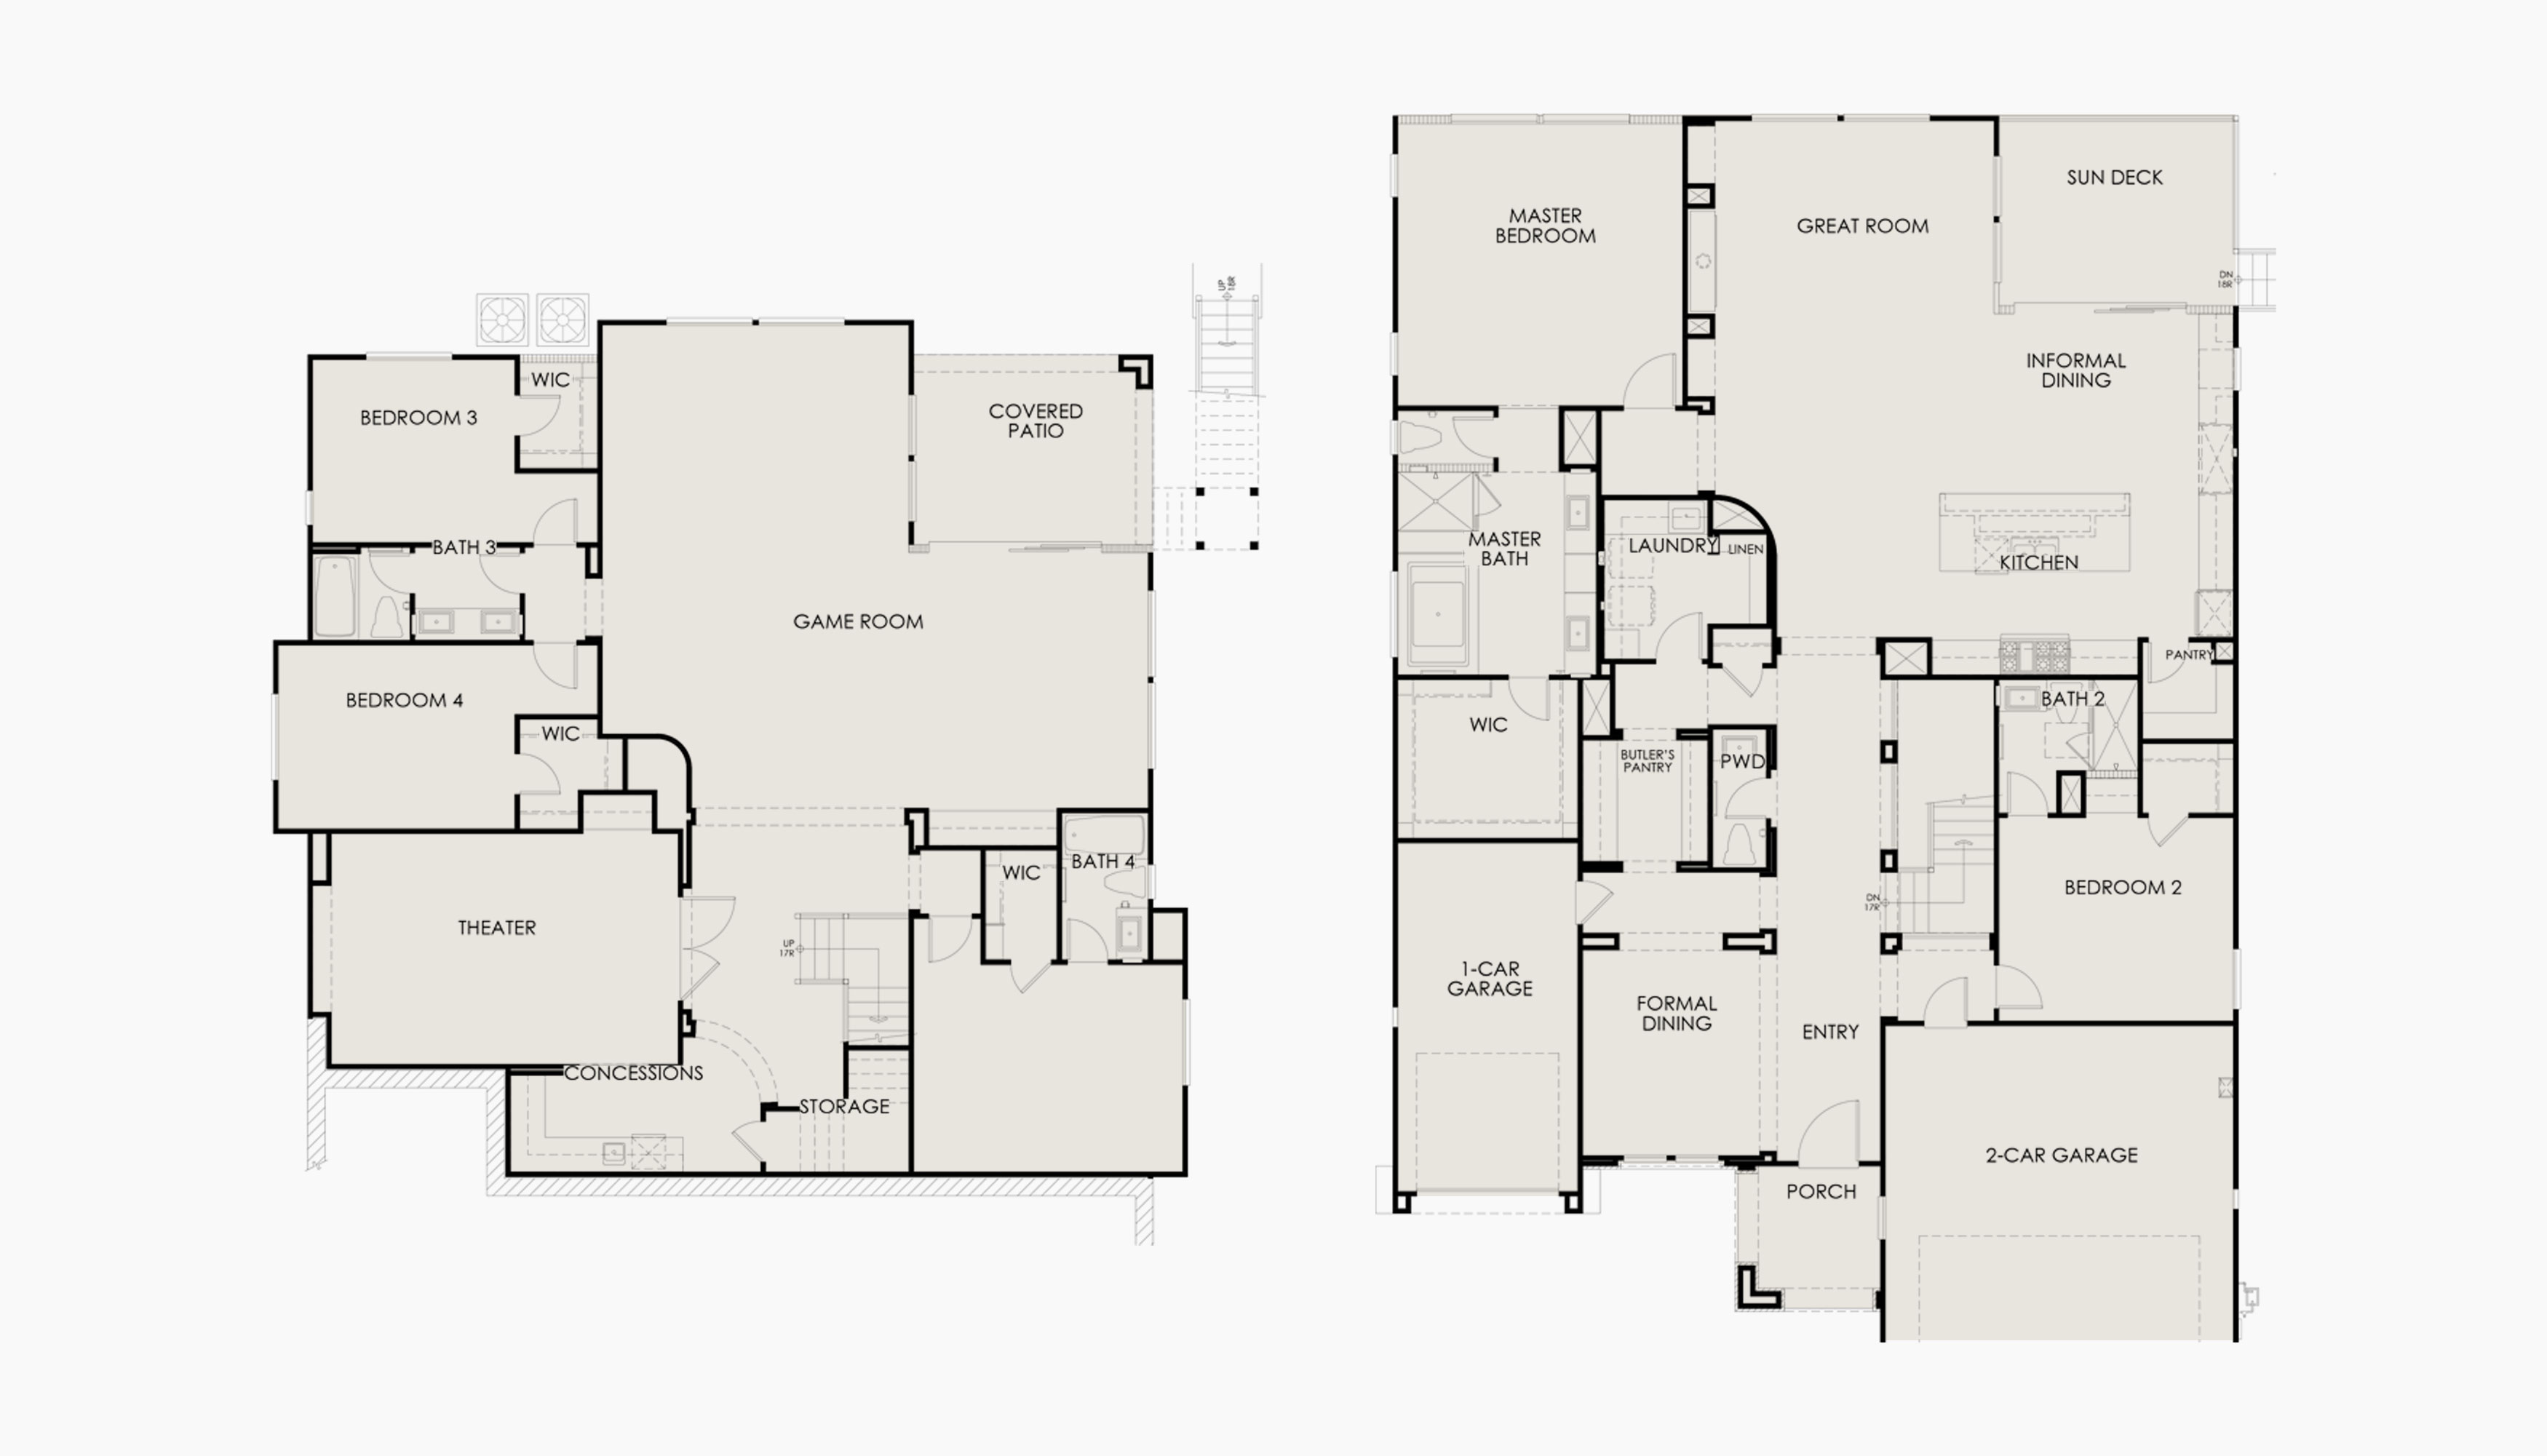 WIC
BEDROOM 3
COVERED
PATIO
UP
18R
BATH 3
GAME ROOM
BEDROOM 4
WIC
WIC
BATH 4
THEATER
UP
17R
CONCESSIONS
STORAGE
MASTER
BEDROOM
GREAT ROOM
SUN DECK
DN
18R
INFORMAL
DINING
MASTER
BATH
LAUNDRY
LINEN
KITCHEN
PANTRY
WIC
BATH 2
BUTLER'S
PANTRY
PWD
BEDROOM 2
DN
17R
1-CAR
GARAGE
FORMAL
DINING
ENTRY
2-CAR GARAGE
PORCH